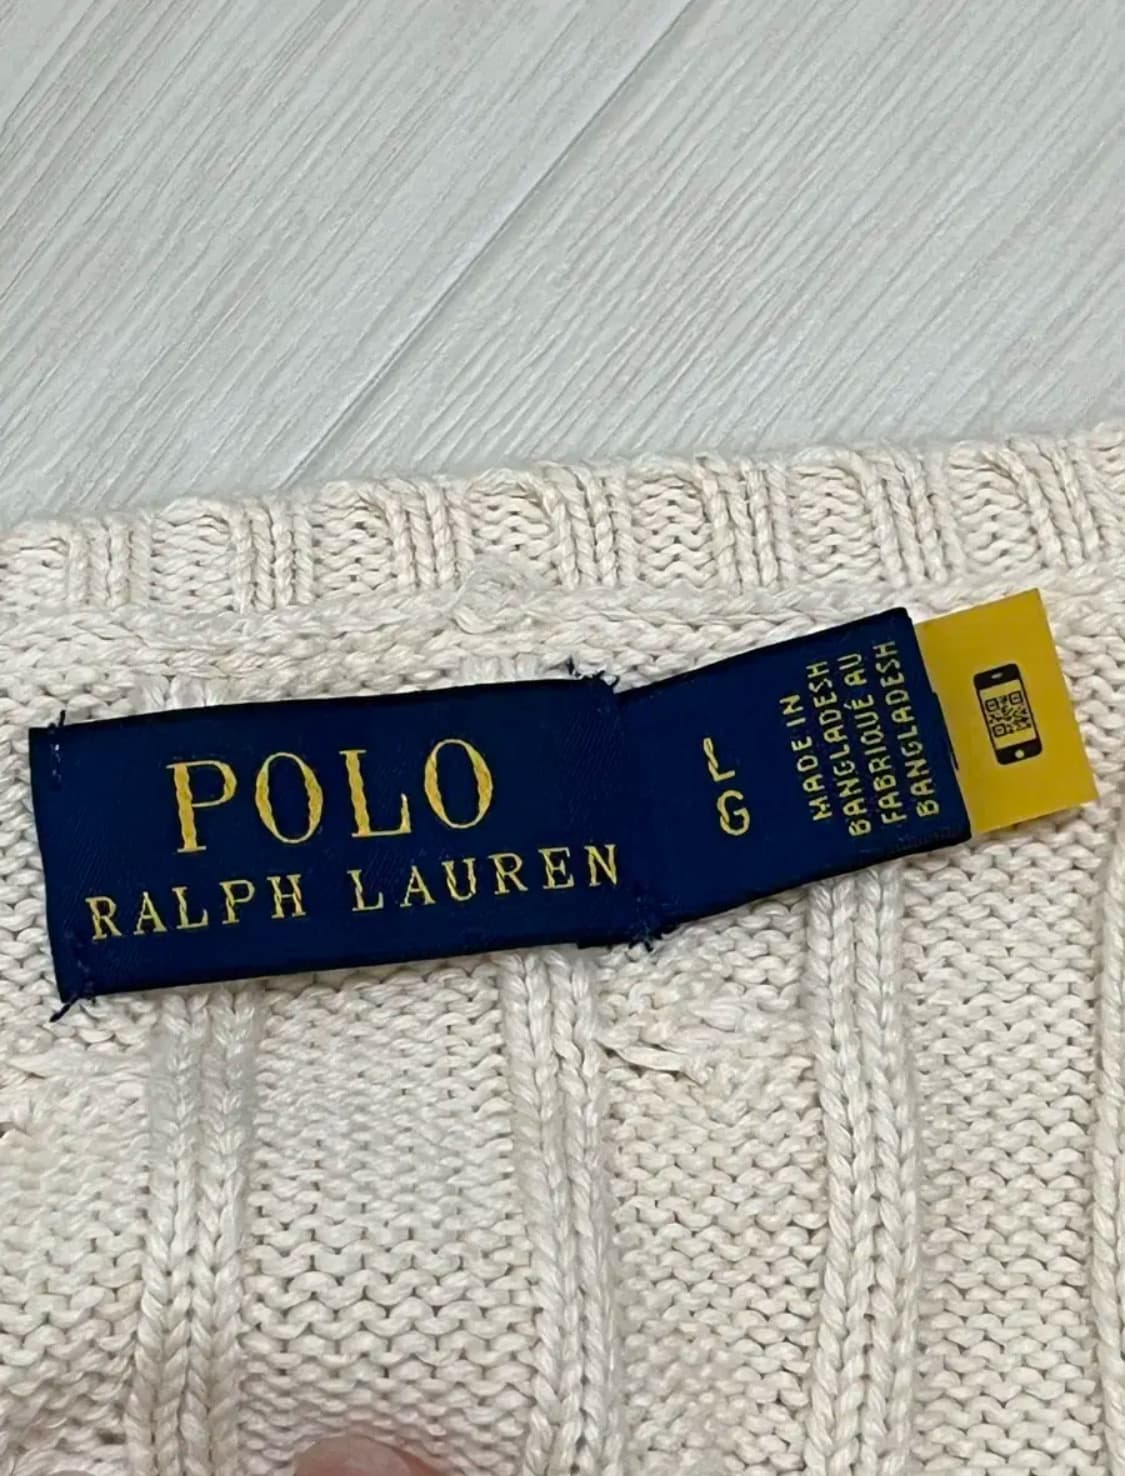 POLO
RALPH LAUREN
L
G
MADE IN
BANGLADESH
FABRIQUÉ AU
BANGLADESH